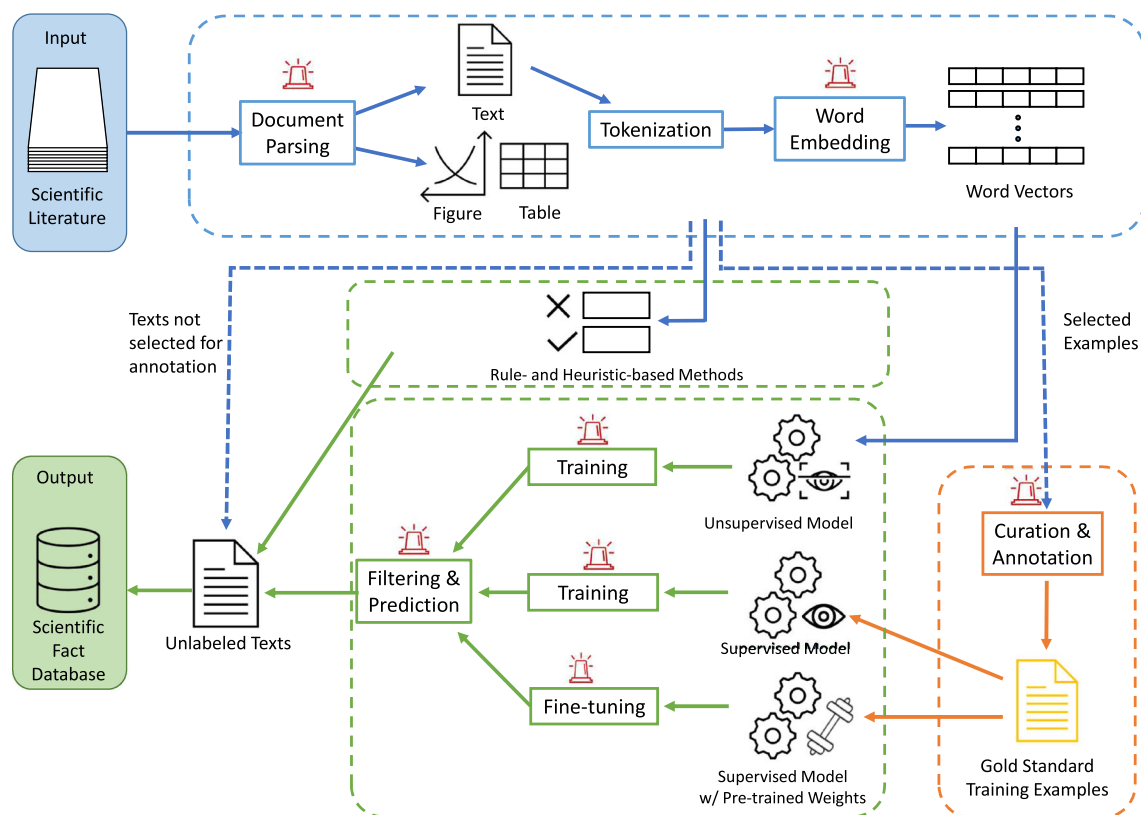 Input
Scientific
Literature
Document
Parsing
Text
Figure
Table
Tokenization
Word
Embedding
Word Vectors
Texts not
selected for
annotation
Rule- and Heuristic-based Methods
Selected
Examples
Output
Scientific
Fact
Database
Unlabeled Texts
Filtering &
Prediction
Training
Unsupervised Model
Training
Supervised Model
Fine-tuning
Supervised Model
w/ Pre-trained Weights
Curation &
Annotation
Gold Standard
Training Examples